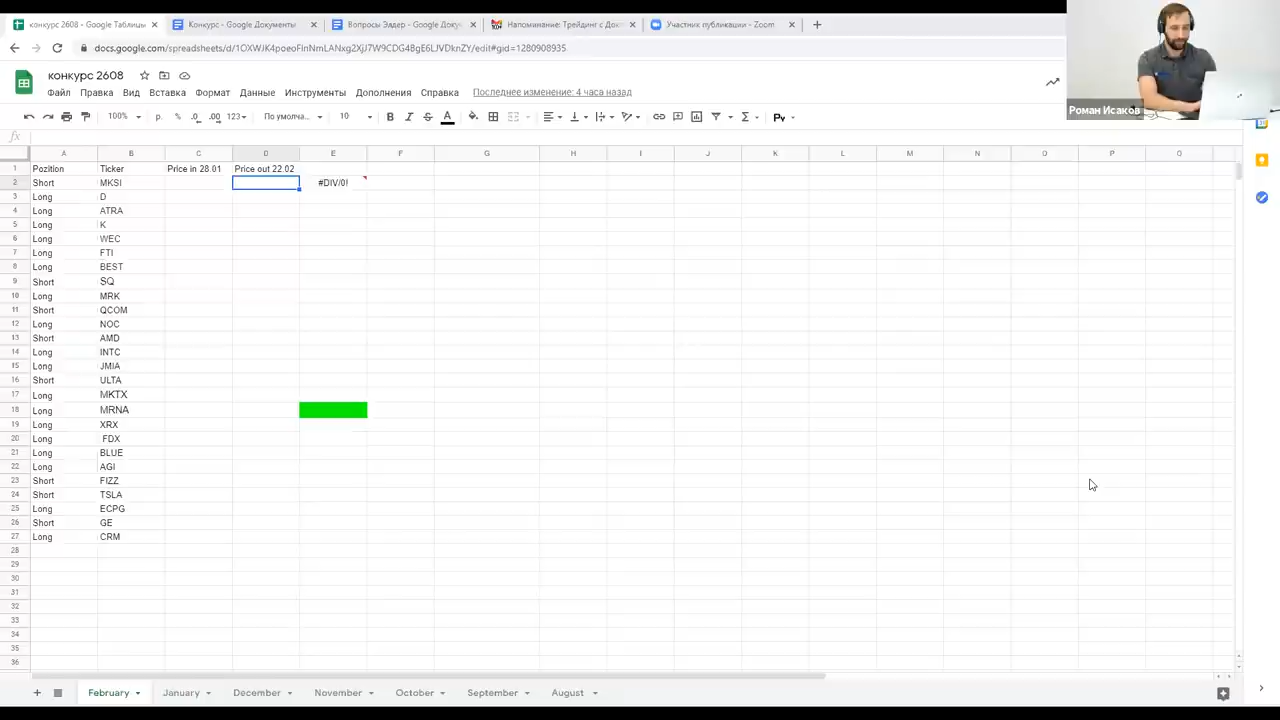 конкурс 2608 - Google Таблицы
Конкурс - Google Документы
Вопросы Элдер - Google Доку
Напоминание: Трейдинг с Докт
Участник публикации - Zoom
docs.google.com/spreadsheets/d/
/edit#gid=1280908935
конкурс 2608
Файл Правка Вид Вставка Формат Данные Инструменты Дополнения Справка Последнее изменение: 4 часа назад
100% р. % .0 .00 123 По умолча... 10
Роман Исаков
A B C D E F G H I J K L M N O P Q
1 Pozition Ticker Price in 28.01 Price out 22.02
2 Short MKSI #DIV/0!
3 Long D
4 Long ATRA
5 Long K
6 Long WEC
7 Long FTI
8 Long BEST
9 Short SQ
10 Long MRK
11 Short QCOM
12 Long NOC
13 Short AMD
14 Long INTC
15 Long JMIA
16 Short ULTA
17 Long MKTX
18 Long MRNA
19 Long XRX
20 Long FDX
21 Long BLUE
22 Long AGI
23 Short FIZZ
24 Short TSLA
25 Long ECPG
26 Short GE
27 Long CRM
28
29
30
31
32
33
34
35
36
February January December November October September August